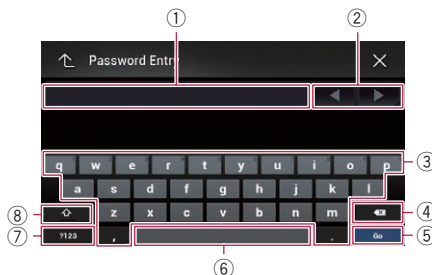 ① ②
Password Entry
q w e r t y u i o p
③
a s d f g h j k l
⑧ z x c v b n m ④
⑦ ?123 , . Go ⑤
⑥